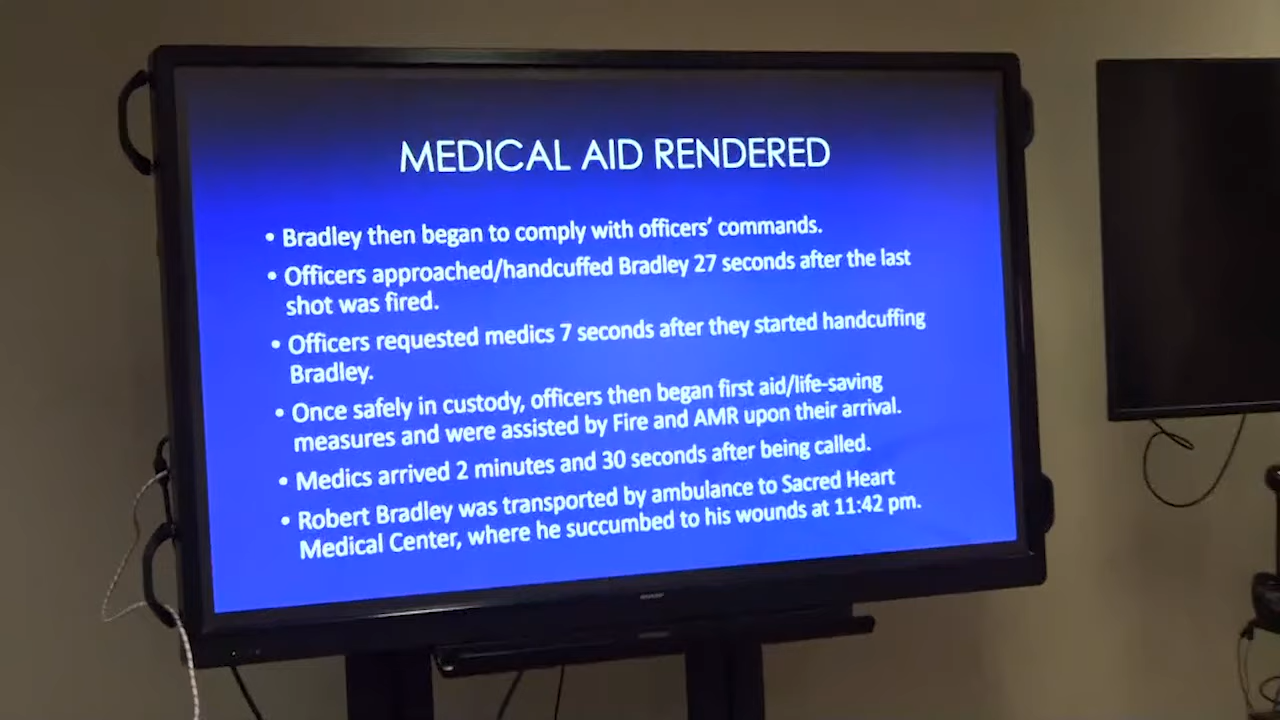 MEDICAL AID RENDERED
• Bradley then began to comply with officers' commands.
• Officers approached/handcuffed Bradley 27 seconds after the last
shot was fired.
• Officers requested medics 7 seconds after they started handcuffing
Bradley.
• Once safely in custody, officers then began first aid/life-saving
measures and were assisted by Fire and AMR upon their arrival.
• Medics arrived 2 minutes and 30 seconds after being called.
• Robert Bradley was transported by ambulance to Sacred Heart
Medical Center, where he succumbed to his wounds at 11:42 pm.
SHARP